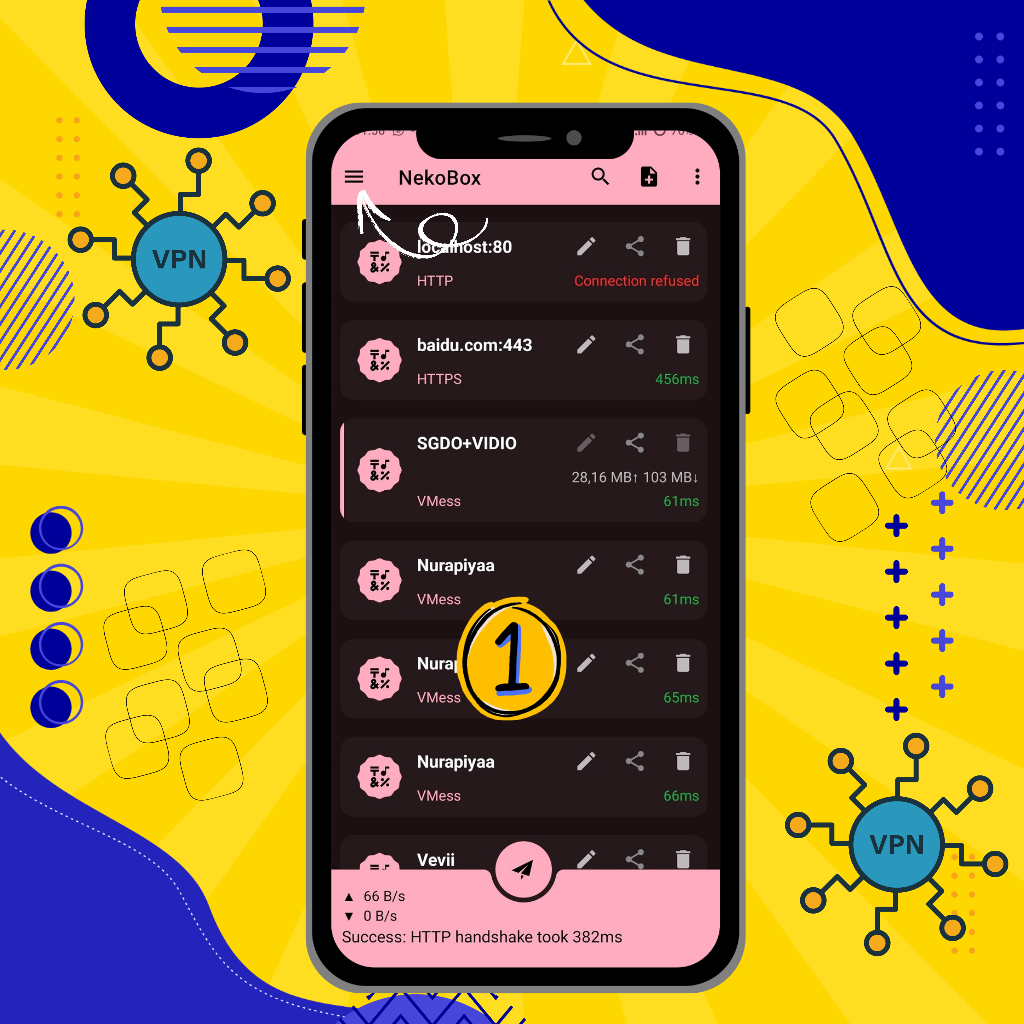 VPN
NekoBox
localhost:80
HTTP
Connection refused
baidu.com:443
HTTPS
456ms
SGDO+VIDIO
28,16 MB↑ 103 MB↓
VMess
61ms
Nurapiyaa
VMess
61ms
VMess
65ms
1
Nurapiyaa
VMess
66ms
Vevii
▲ 66 B/s
▼ 0 B/s
Success: HTTP handshake took 382ms
VPN